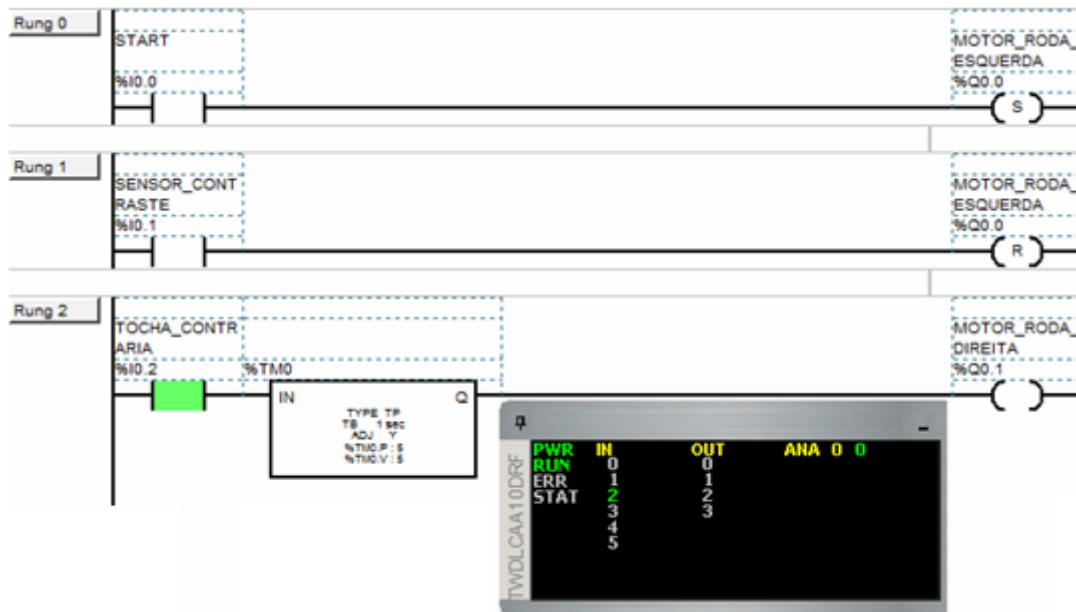 Rung 0
START
%I0.0
MOTOR_RODA_
ESQUERDA
%Q0.0
S
Rung 1
SENSOR_CONT
RASTE
%I0.1
MOTOR_RODA_
ESQUERDA
%Q0.0
R
Rung 2
TOCHA_CONTR
ARIA
%I0.2
%TM0
IN
Q
TYPE TP
TB 1 sec
ADJ Y
%TM0.P : 5
%TM0.V : 5
MOTOR_RODA_
DIREITA
%Q0.1
TWDLCAA10DRF
PWR IN OUT ANA 0 0
RUN 0 0
ERR 1 1
STAT 2 2
3 3
4
5